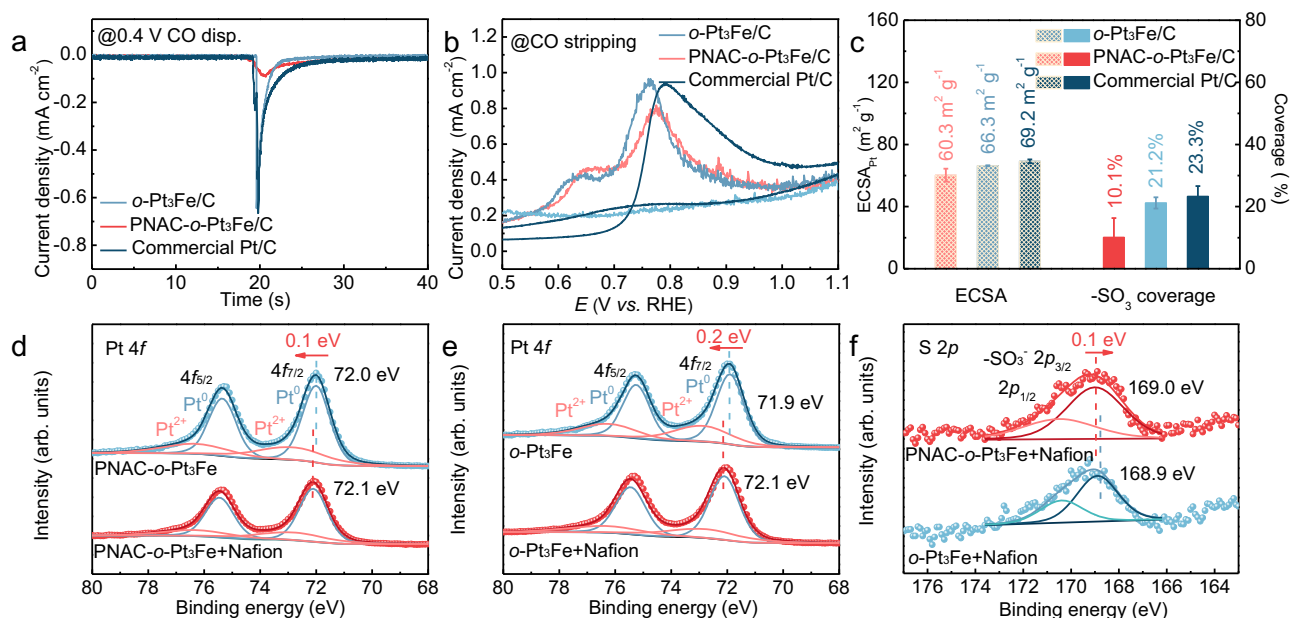 a
@0.4 V CO disp.
0.0
-0.2
-0.4
-0.6
-0.8
Current density (mA cm⁻²)
o-Pt₃Fe/C
PNAC-o-Pt₃Fe/C
Commercial Pt/C
0 10 20 30 40
Time (s)
b
@CO stripping
o-Pt₃Fe/C
PNAC-o-Pt₃Fe/C
Commercial Pt/C
1.0
0.8
0.6
0.4
0.2
0.0
Current density (mA cm⁻²)
0.5 0.6 0.7 0.8 0.9 1.0 1.1
E (V vs. RHE)
c
o-Pt₃Fe/C
PNAC-o-Pt₃Fe/C
Commercial Pt/C
160
120
80
40
0
ECSA_Pt (m² g⁻¹)
60.3 m² g⁻¹
66.3 m² g⁻¹
69.2 m² g⁻¹
10.1%
21.2%
23.3%
80
60
40
20
0
Coverage (%)
ECSA -SO₃ coverage
d
Pt 4f
0.1 eV
4f₅/₂
4f₇/₂
72.0 eV
Pt²⁺
Pt⁰
Pt²⁺
Pt⁰
PNAC-o-Pt₃Fe
72.1 eV
PNAC-o-Pt₃Fe+Nafion
Intensity (arb. units)
80 78 76 74 72 70 68
Binding energy (eV)
e
Pt 4f
0.2 eV
4f₅/₂
4f₇/₂
71.9 eV
Pt²⁺
Pt⁰
Pt²⁺
Pt⁰
o-Pt₃Fe
72.1 eV
o-Pt₃Fe+Nafion
Intensity (arb. units)
80 78 76 74 72 70 68
Binding energy (eV)
f
S 2p
0.1 eV
-SO₃⁻ 2p₃/₂
2p₁/₂
169.0 eV
PNAC-o-Pt₃Fe+Nafion
168.9 eV
o-Pt₃Fe+Nafion
Intensity (arb. units)
176 174 172 170 168 166 164
Binding energy (eV)